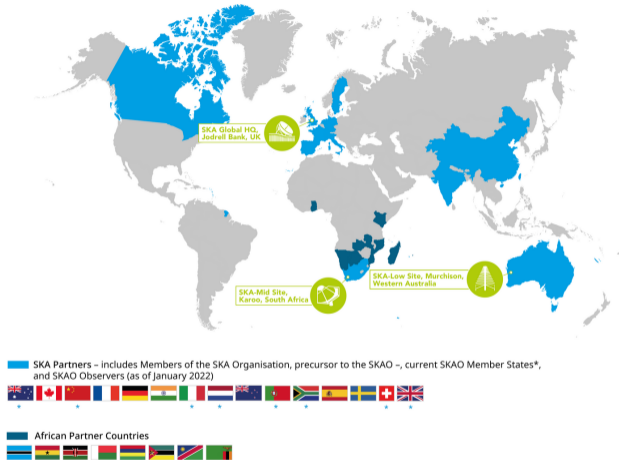 SKA Global HQ,
Jodrell Bank, UK
SKA-Mid Site,
Karoo, South Africa
SKA-Low Site, Murchison,
Western Australia
SKA Partners – includes Members of the SKA Organisation, precursor to the SKAO –, current SKAO Member States*,
and SKAO Observers (as of January 2022)
* * * * * * * *
African Partner Countries